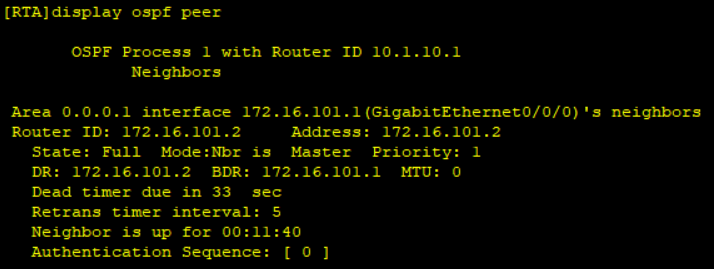 [RTA]display ospf peer
OSPF Process 1 with Router ID 10.1.10.1
Neighbors
Area 0.0.0.1 interface 172.16.101.1(GigabitEthernet0/0/0)'s neighbors
Router ID: 172.16.101.2 Address: 172.16.101.2
State: Full Mode:Nbr is Master Priority: 1
DR: 172.16.101.2 BDR: 172.16.101.1 MTU: 0
Dead timer due in 33 sec
Retrans timer interval: 5
Neighbor is up for 00:11:40
Authentication Sequence: [ 0 ]